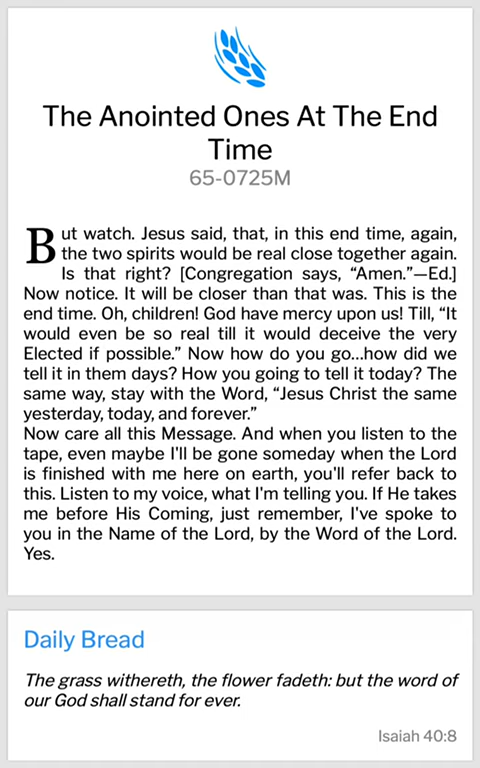 The Anointed Ones At The End
Time
65-0725M
But watch. Jesus said, that, in this end time, again,
the two spirits would be real close together again.
Is that right? [Congregation says, “Amen.”—Ed.]
Now notice. It will be closer than that was. This is the
end time. Oh, children! God have mercy upon us! Till, “It
would even be so real till it would deceive the very
Elected if possible.” Now how do you go...how did we
tell it in them days? How you going to tell it today? The
same way, stay with the Word, “Jesus Christ the same
yesterday, today, and forever.”
Now care all this Message. And when you listen to the
tape, even maybe I'll be gone someday when the Lord
is finished with me here on earth, you'll refer back to
this. Listen to my voice, what I'm telling you. If He takes
me before His Coming, just remember, I've spoke to
you in the Name of the Lord, by the Word of the Lord.
Yes.
Daily Bread
The grass withereth, the flower fadeth: but the word of
our God shall stand for ever.
Isaiah 40:8